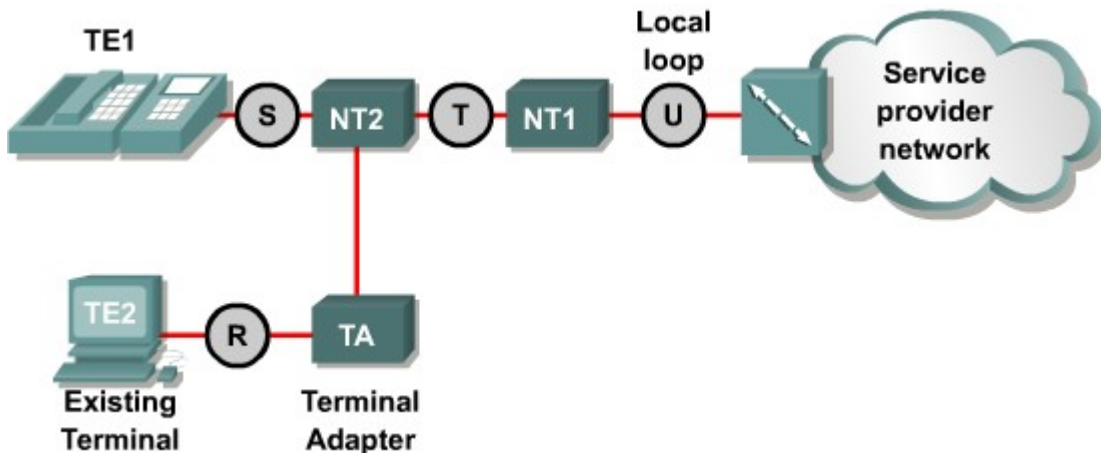 TE1
Local
loop
S
NT2
T
NT1
U
Service
provider
network
TE2
R
TA
Existing
Terminal
Terminal
Adapter